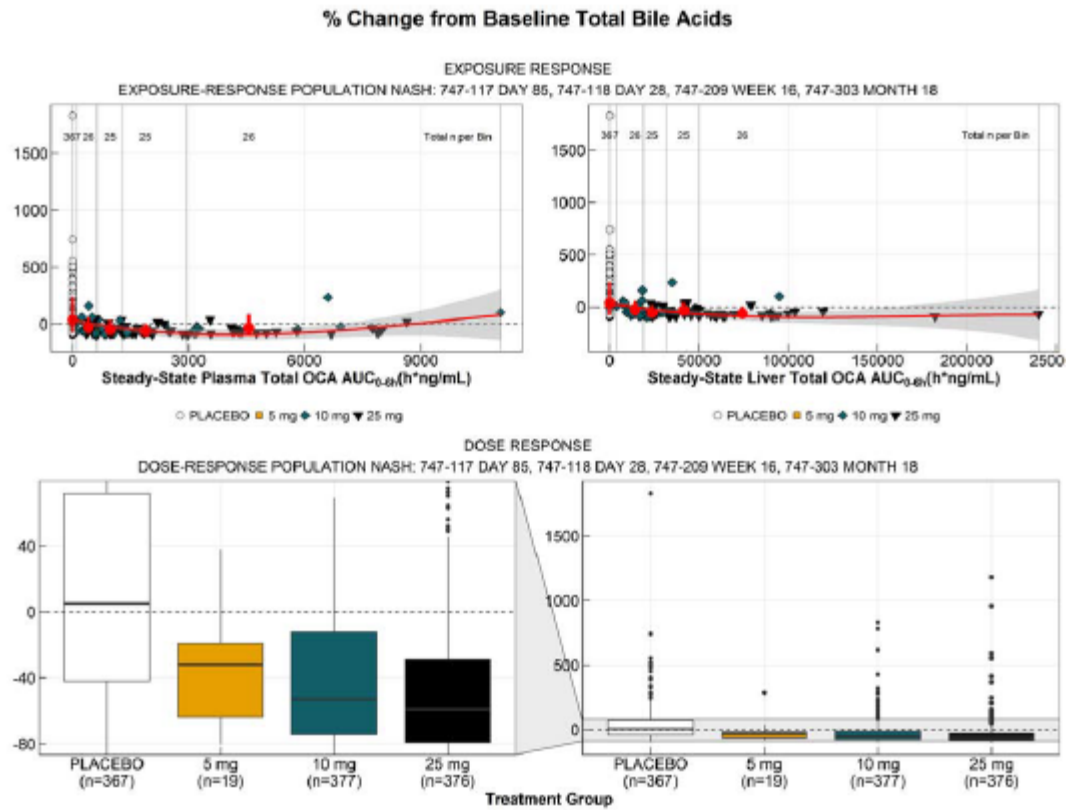 % Change from Baseline Total Bile Acids
EXPOSURE RESPONSE
EXPOSURE-RESPONSE POPULATION NASH: 747-117 DAY 85, 747-118 DAY 28, 747-209 WEEK 16, 747-303 MONTH 18
367 26 25 25 26 Total n per Bin
1500
1000
500
0
0 3000 6000 9000
Steady-State Plasma Total OCA AUC0-6h(h*ng/mL)
PLACEBO 5 mg 10 mg 25 mg
367 26 25 25 26 Total n per Bin
1500
1000
500
0
0 50000 100000 150000 200000 2500
Steady-State Liver Total OCA AUC0-6h(h*ng/mL)
PLACEBO 5 mg 10 mg 25 mg
DOSE RESPONSE
DOSE-RESPONSE POPULATION NASH: 747-117 DAY 85, 747-118 DAY 28, 747-209 WEEK 16, 747-303 MONTH 18
40
0
-40
-80
PLACEBO 5 mg 10 mg 25 mg
(n=367) (n=19) (n=377) (n=376)
1500
1000
500
0
PLACEBO 5 mg 10 mg 25 mg
(n=367) (n=19) (n=377) (n=376)
Treatment Group